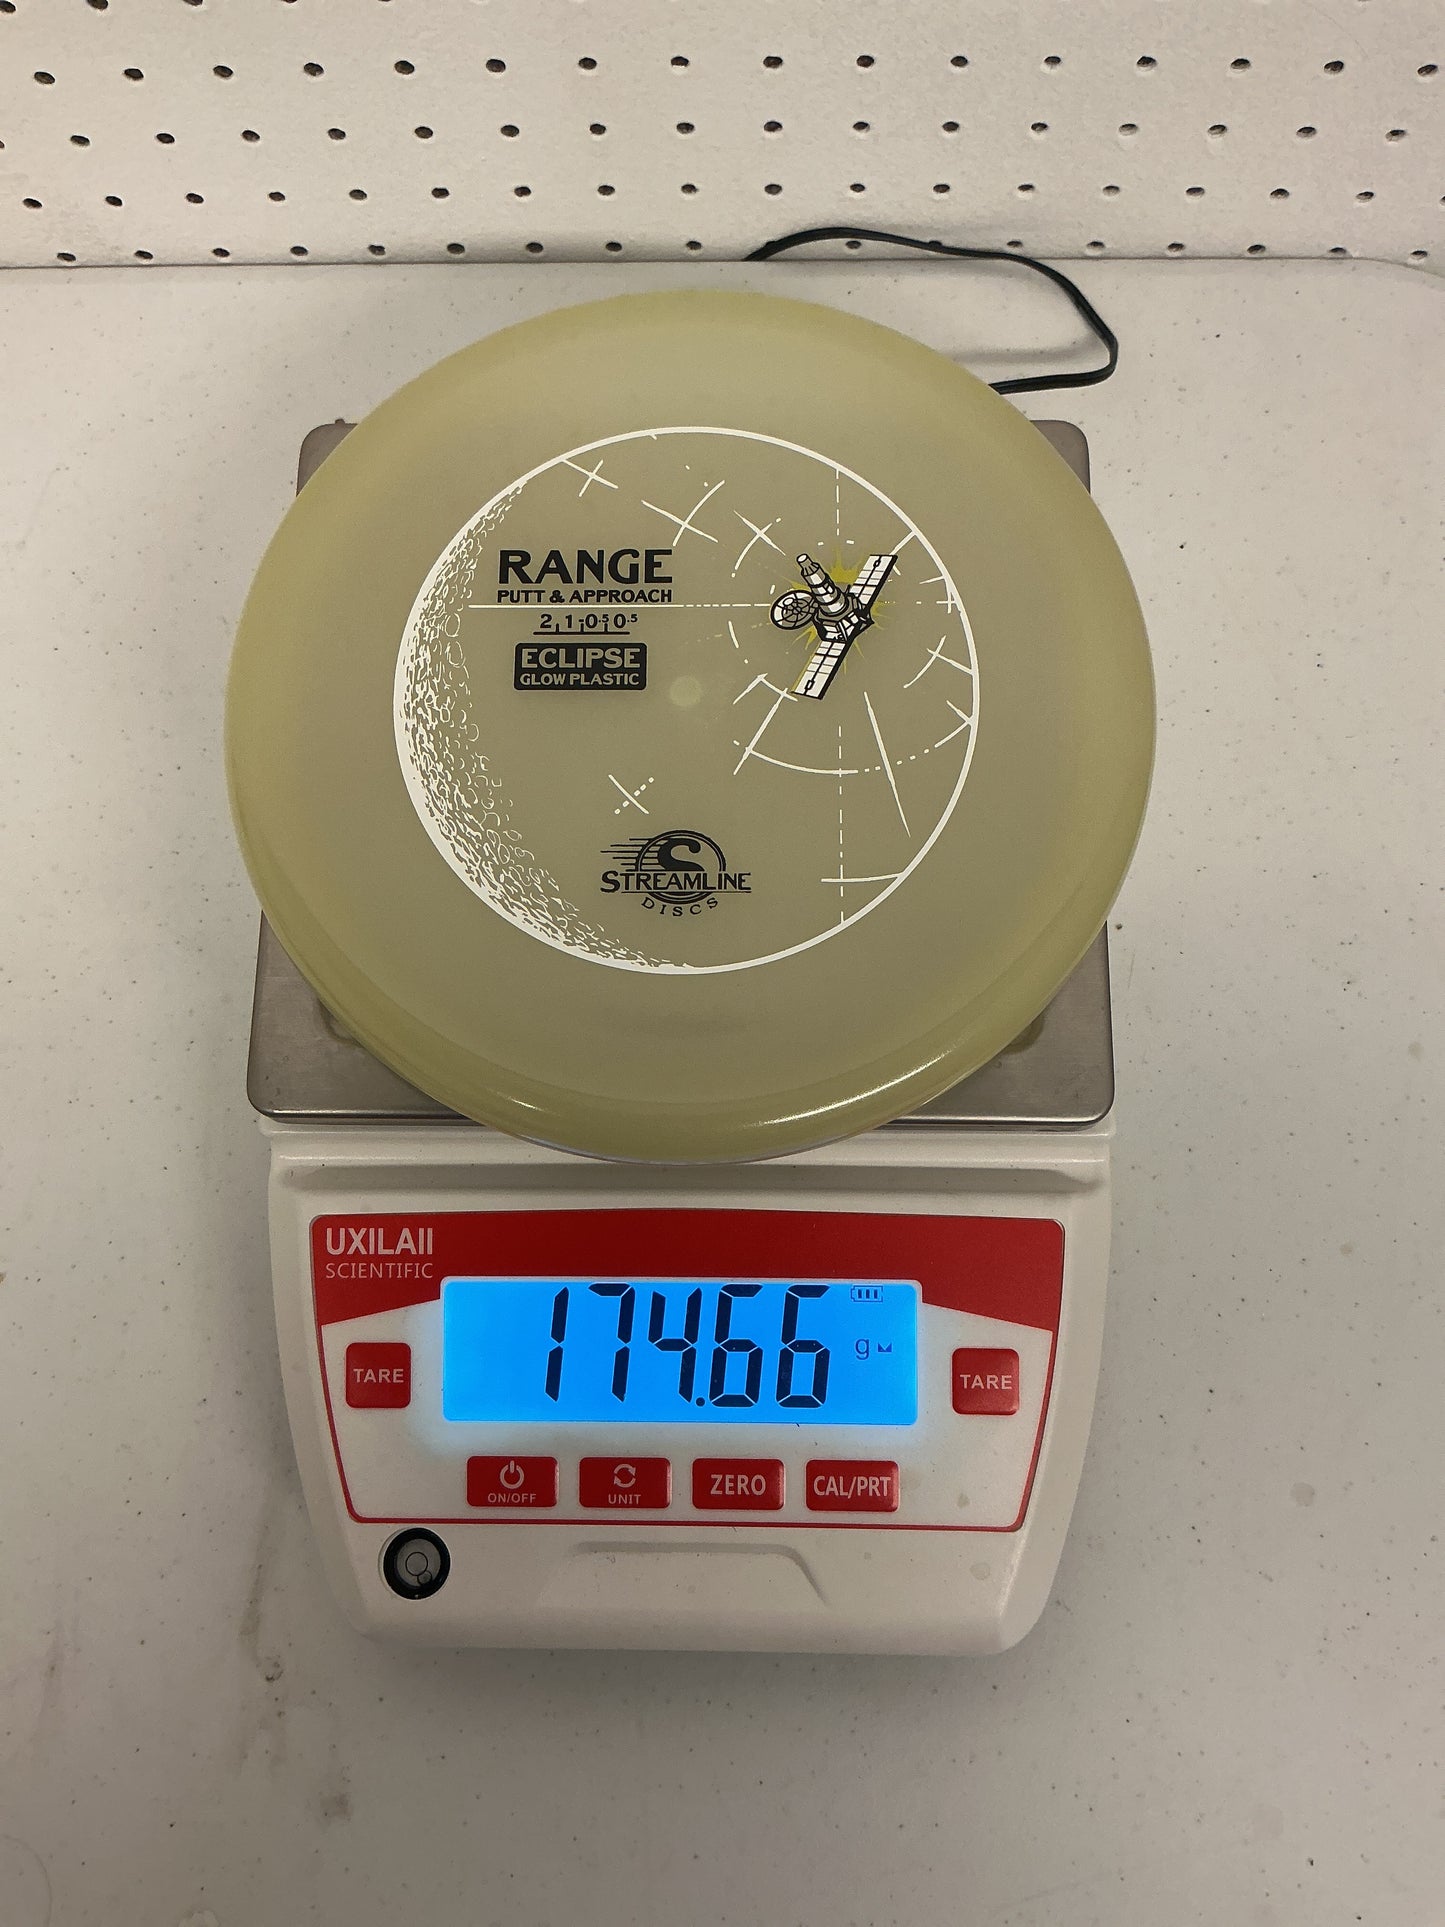 RANGE
PUTT & APPROACH
2, 1, -0.5, 0.5
ECLIPSE
GLOW PLASTIC
STREAMLINE
DISCS
UXILAII
SCIENTIFIC
174.66
g
TARE
TARE
ON/OFF
UNIT
ZERO
CAL/PRT